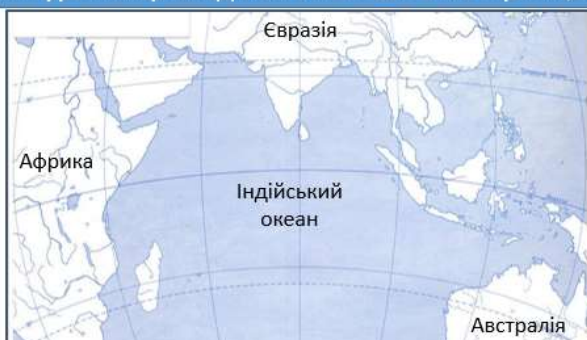 Євразія
Африка
Індійський
океан
Австралія